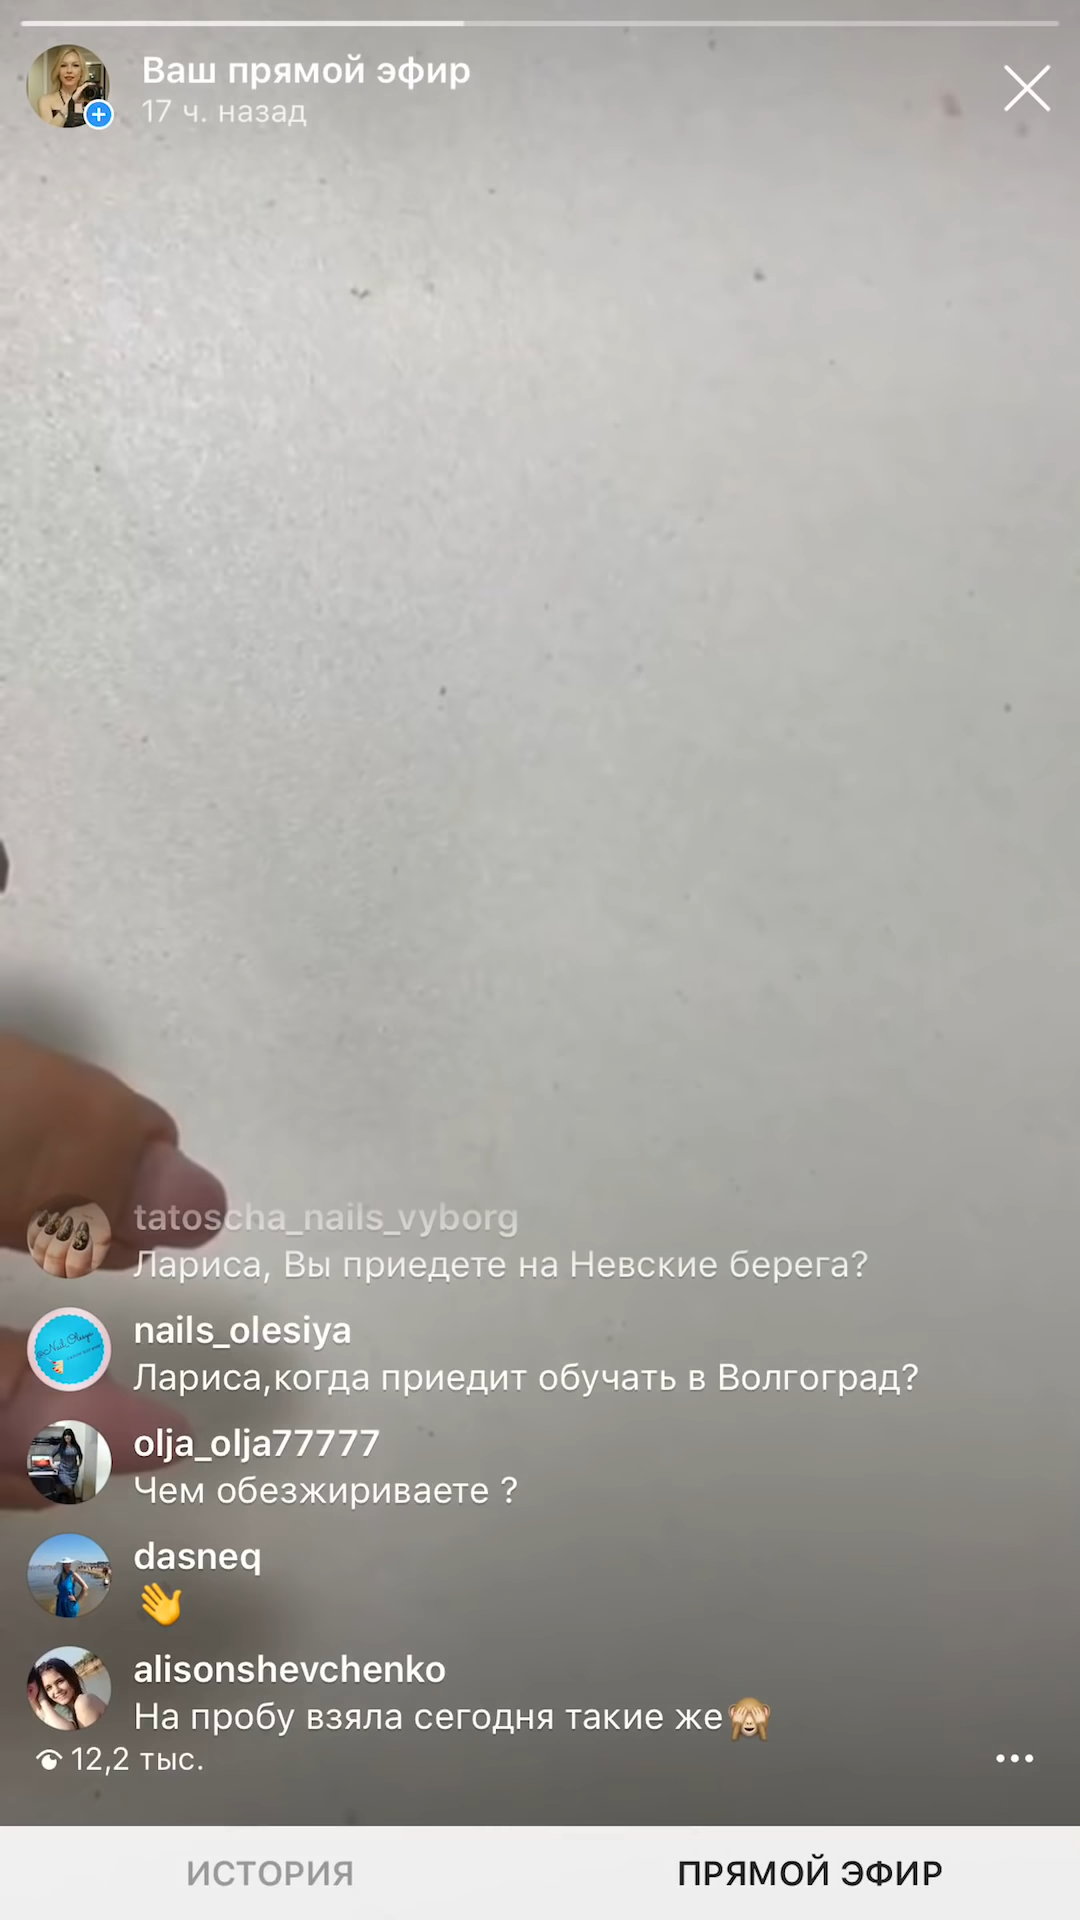 Ваш прямой эфир
17 ч. назад
tatoscha_nails_vyborg
Лариса, Вы приедете на Невские берега?
nails_olesiya
Лариса,когда приедит обучать в Волгоград?
olja_olja77777
Чем обезжириваете ?
dasneq
👋
alisonshevchenko
На пробу взяла сегодня такие же🙈
12,2 тыс.
ИСТОРИЯ
ПРЯМОЙ ЭФИР